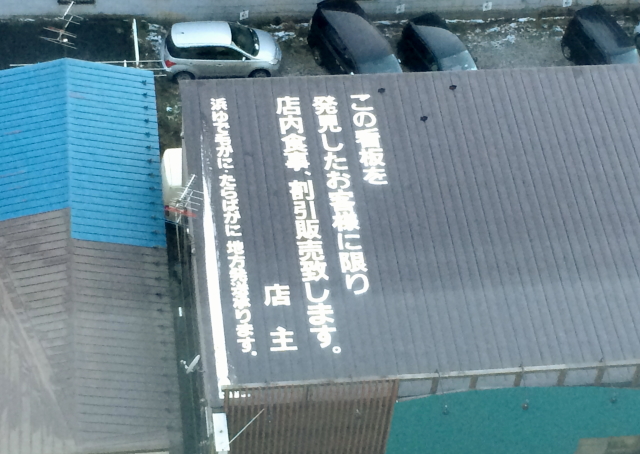 この看板を
発見したお客様に限り
店内食事、割引販売致します。
店主
浜ゆで毛がに・たらばがに 地方発送承ります。